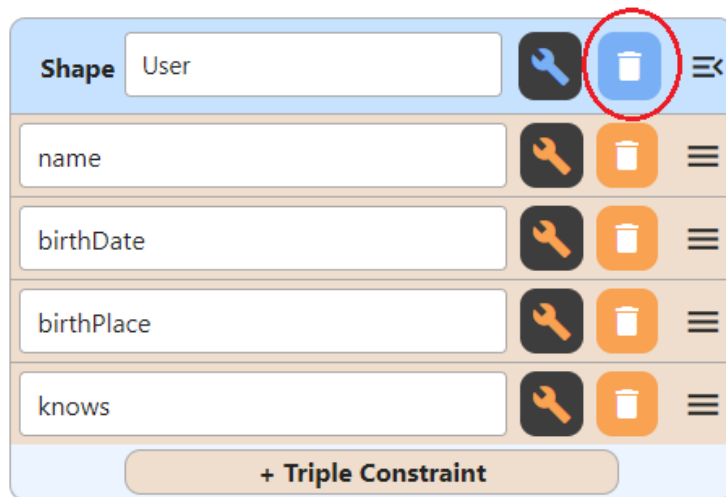 Shape User
name
birthDate
birthPlace
knows
+ Triple Constraint